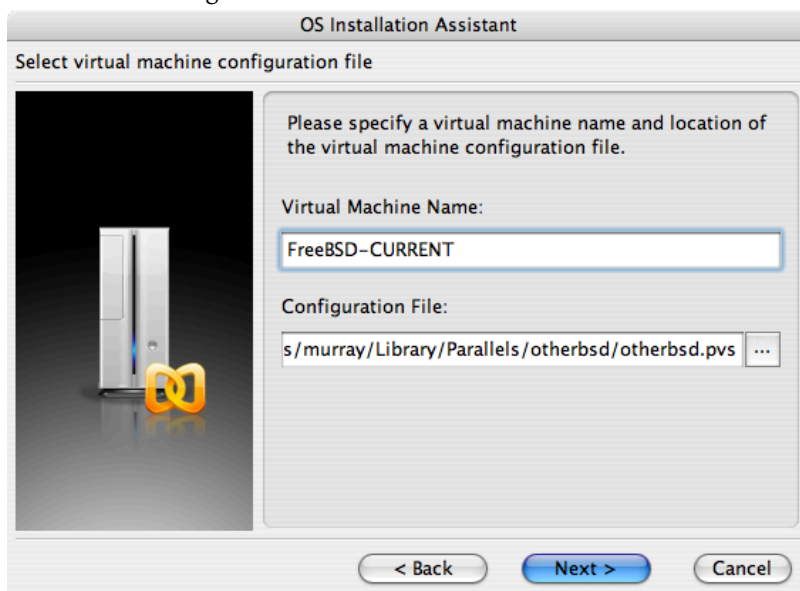 OS Installation Assistant
Select virtual machine configuration file
Please specify a virtual machine name and location of
the virtual machine configuration file.
Virtual Machine Name:
FreeBSD-CURRENT
Configuration File:
s/murray/Library/Parallels/otherbsd/otherbsd.pvs ...
< Back Next > Cancel